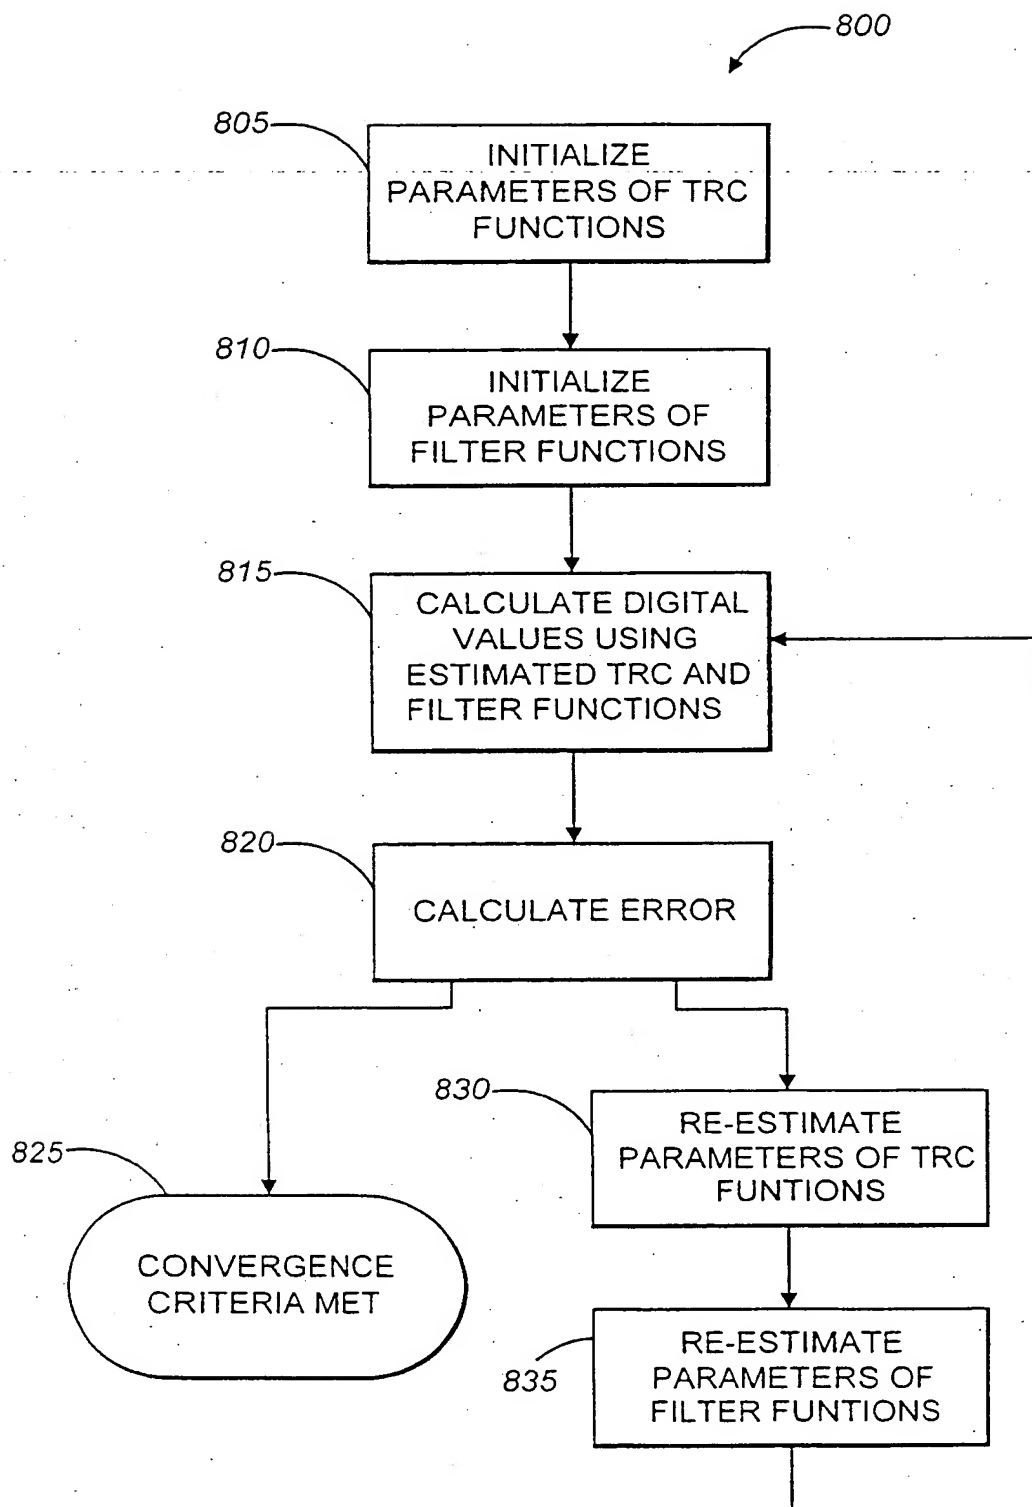 800
805
INITIALIZE
PARAMETERS OF TRC
FUNCTIONS
810
INITIALIZE
PARAMETERS OF
FILTER FUNCTIONS
815
CALCULATE DIGITAL
VALUES USING
ESTIMATED TRC AND
FILTER FUNCTIONS
820
CALCULATE ERROR
825
CONVERGENCE
CRITERIA MET
830
RE-ESTIMATE
PARAMETERS OF TRC
FUNTIONS
835
RE-ESTIMATE
PARAMETERS OF
FILTER FUNTIONS